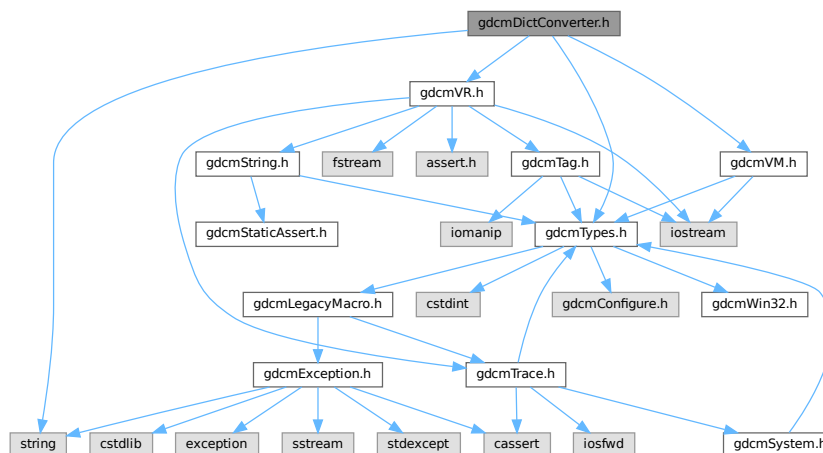 gdcmDictConverter.h
gdcmVR.h
gdcmString.h
fstream
assert.h
gdcmTag.h
gdcmVM.h
gdcmStaticAssert.h
iomanip
gdcmTypes.h
iostream
gdcmLegacyMacro.h
cstdint
gdcmConfigure.h
gdcmWin32.h
gdcmException.h
gdcmTrace.h
string
cstdlib
exception
sstream
stdexcept
cassert
iosfwd
gdcmSystem.h